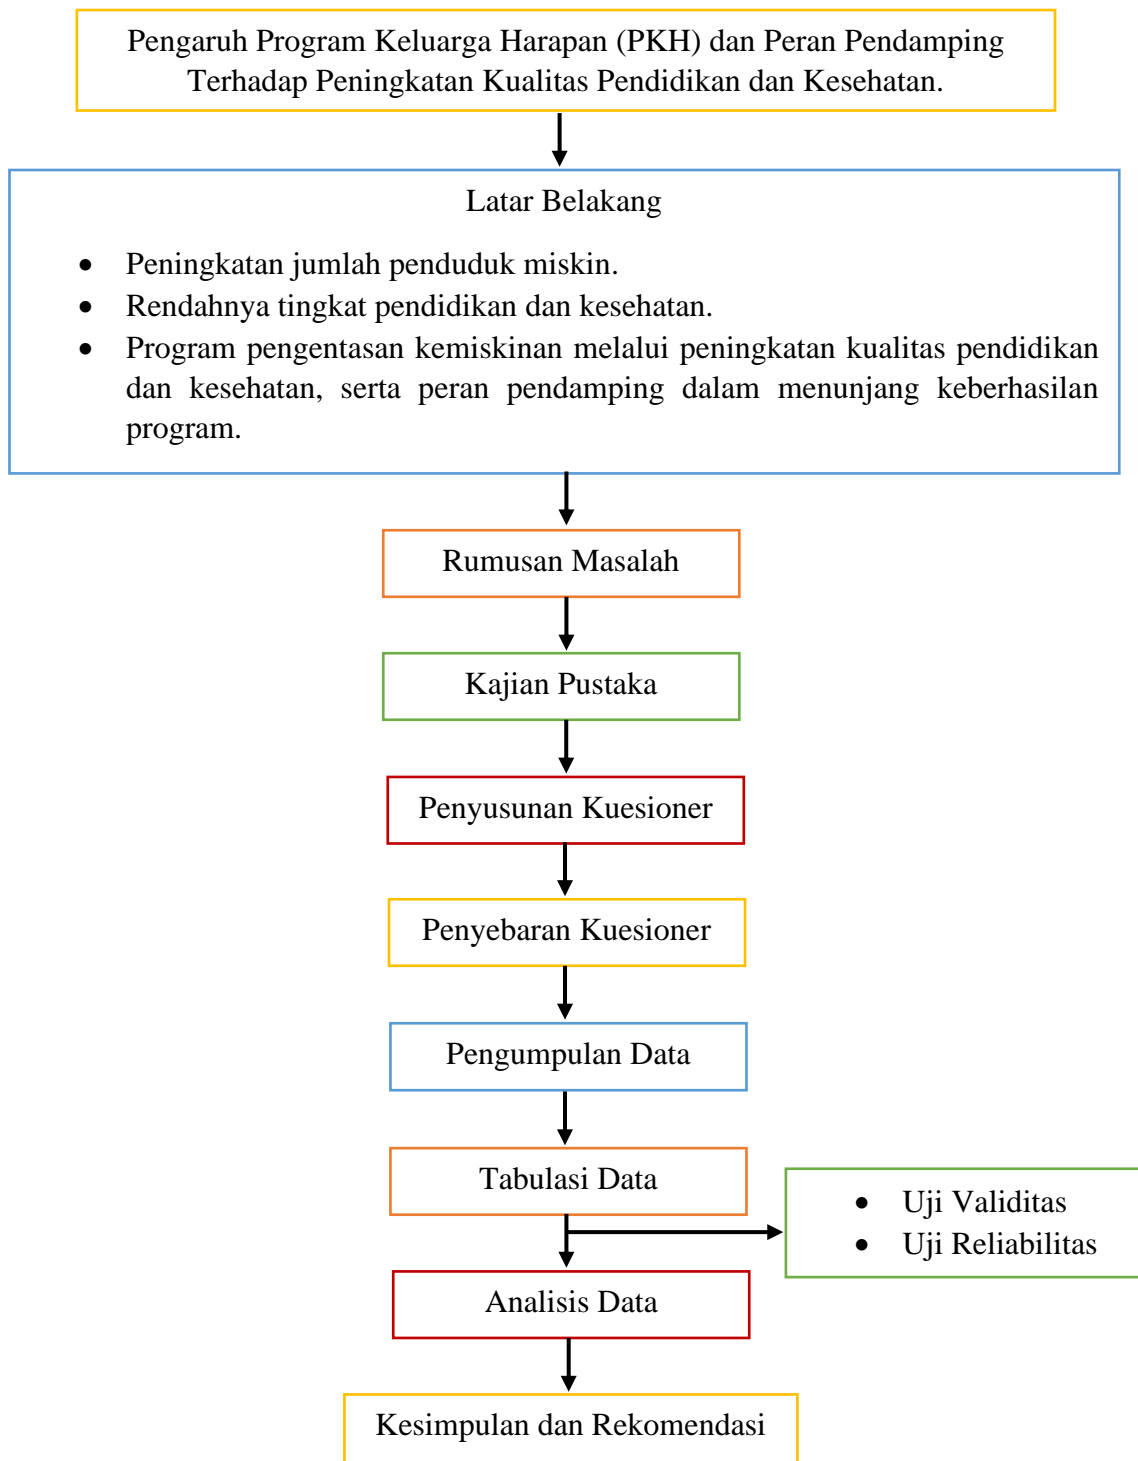 Pengaruh Program Keluarga Harapan (PKH) dan Peran Pendamping
Terhadap Peningkatan Kualitas Pendidikan dan Kesehatan.
Latar Belakang
• Peningkatan jumlah penduduk miskin.
• Rendahnya tingkat pendidikan dan kesehatan.
• Program pengentasan kemiskinan melalui peningkatan kualitas pendidikan
dan kesehatan, serta peran pendamping dalam menunjang keberhasilan
program.
Rumusan Masalah
Kajian Pustaka
Penyusunan Kuesioner
Penyebaran Kuesioner
Pengumpulan Data
Tabulasi Data
• Uji Validitas
• Uji Reliabilitas
Analisis Data
Kesimpulan dan Rekomendasi